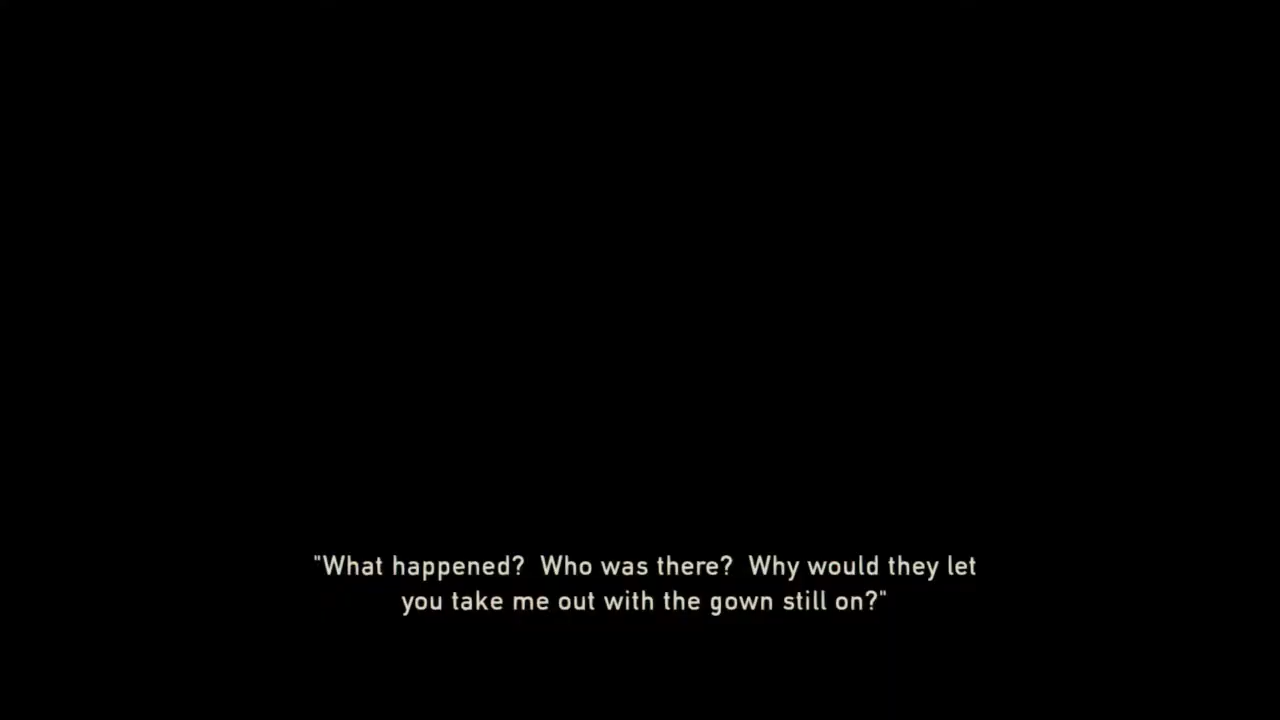 "What happened?  Who was there?  Why would they let
you take me out with the gown still on?"